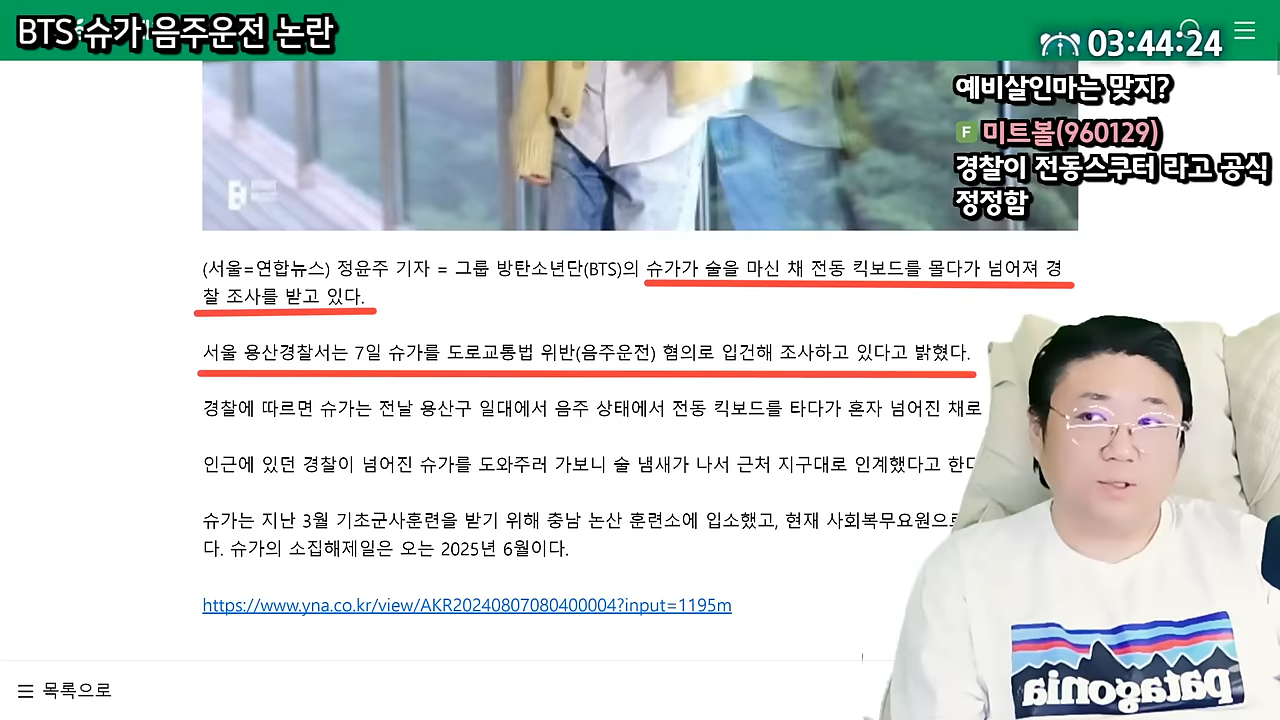 BTS 슈가 음주운전 논란
03:44:24
예비살인마는 맞지?
F 미트볼(960129)
경찰이 전동스쿠터 라고 공식
정정함
(서울=연합뉴스) 정윤주 기자 = 그룹 방탄소년단(BTS)의 슈가가 술을 마신 채 전동 킥보드를 몰다가 넘어져 경
찰 조사를 받고 있다.
서울 용산경찰서는 7일 슈가를 도로교통법 위반(음주운전) 혐의로 입건해 조사하고 있다고 밝혔다.
경찰에 따르면 슈가는 전날 용산구 일대에서 음주 상태에서 전동 킥보드를 타다가 혼자 넘어진 채로
인근에 있던 경찰이 넘어진 슈가를 도와주러 가보니 술 냄새가 나서 근처 지구대로 인계했다고 한다
슈가는 지난 3월 기초군사훈련을 받기 위해 충남 논산 훈련소에 입소했고, 현재 사회복무요원으로
다. 슈가의 소집해제일은 오는 2025년 6월이다.
https://www.yna.co.kr/view/AKR20240807080400004?input=1195m
목록으로
patagonia